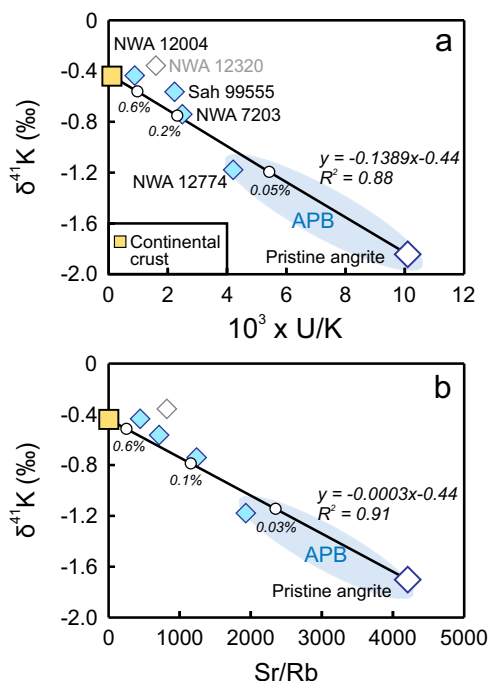 a
NWA 12004
NWA 12320
Sah 99555
NWA 7203
0.6%
0.2%
NWA 12774
0.05%
y = -0.1389x-0.44
R² = 0.88
APB
Pristine angrite
Continental
crust
0
-0.4
-0.8
-1.2
-1.6
-2.0
δ⁴¹K (‰)
0 2 4 6 8 10 12
10³ x U/K
b
0.6%
0.1%
0.03%
y = -0.0003x-0.44
R² = 0.91
APB
Pristine angrite
0
-0.4
-0.8
-1.2
-1.6
-2.0
δ⁴¹K (‰)
0 1000 2000 3000 4000 5000
Sr/Rb